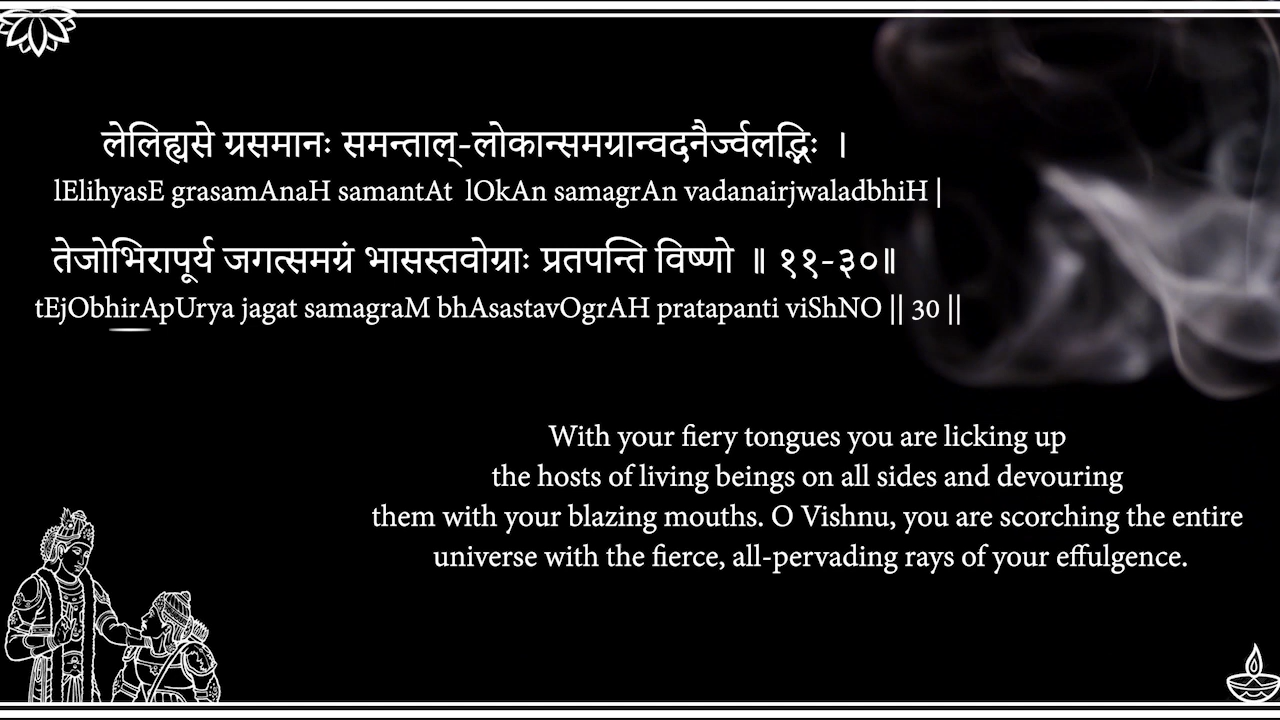 लेलिह्यसे ग्रसमानः समन्ताल्-लोकान्समग्रान्वदनैर्ज्वलद्भिः ।
lElihyasE grasamAnaH samantAt lOkAn samagrAn vadanairjwaladbhiH |
तेजोभिरापूर्य जगत्समग्रं भासस्तवोग्राः प्रतपन्ति विष्णो ॥ ११-३०॥
tEjObhirApUrya jagat samagraM bhAsastavOgrAH pratapanti viShNO || 30 ||
With your fiery tongues you are licking up
the hosts of living beings on all sides and devouring
them with your blazing mouths. O Vishnu, you are scorching the entire
universe with the fierce, all-pervading rays of your effulgence.